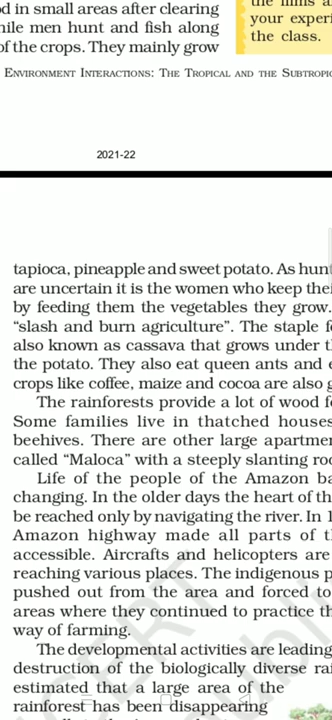 d in small areas after clearing
hile men hunt and fish along
of the crops. They mainly grow
your experi
the class.
ENVIRONMENT INTERACTIONS: THE TROPICAL AND THE SUBTROPIC
2021-22
tapioca, pineapple and sweet potato. As hunt
are uncertain it is the women who keep thei
by feeding them the vegetables they grow.
“slash and burn agriculture”. The staple f
also known as cassava that grows under t
the potato. They also eat queen ants and e
crops like coffee, maize and cocoa are also g
The rainforests provide a lot of wood f
Some families live in thatched houses
beehives. There are other large apartmen
called “Maloca” with a steeply slanting roo
Life of the people of the Amazon ba
changing. In the older days the heart of th
be reached only by navigating the river. In 1
Amazon highway made all parts of t
accessible. Aircrafts and helicopters are
reaching various places. The indigenous p
pushed out from the area and forced to
areas where they continued to practice th
way of farming.
The developmental activities are leading
destruction of the biologically diverse rai
estimated that a large area of the
rainforest has been disappearing